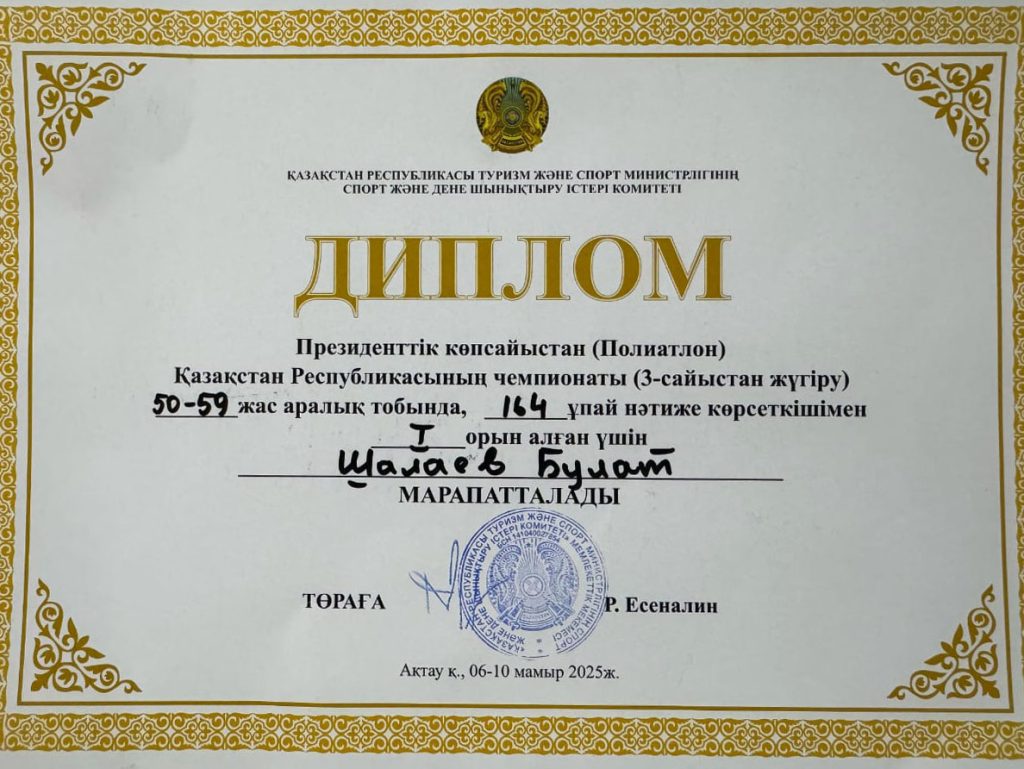 ҚАЗАҚСТАН РЕСПУБЛИКАСЫ ТУРИЗМ ЖӘНЕ СПОРТ МИНИСТРЛІГІНІҢ
СПОРТ ЖӘНЕ ДЕНЕ ШЫНЫҚТЫРУ ІСТЕРІ КОМИТЕТІ
ДИПЛОМ
Президенттік көпсайыстан (Полиатлон)
Қазақстан Республикасының чемпионаты (3-сайыстан жүгіру)
50-59 жас аралық тобында, 164 ұпай нәтиже көрсеткішімен
I орын алған үшін
Шалаев Булат
МАРАПАТТАЛАДЫ
ТӨРАҒА
Р. Есеналин
Ақтау қ., 06-10 мамыр 2025ж.